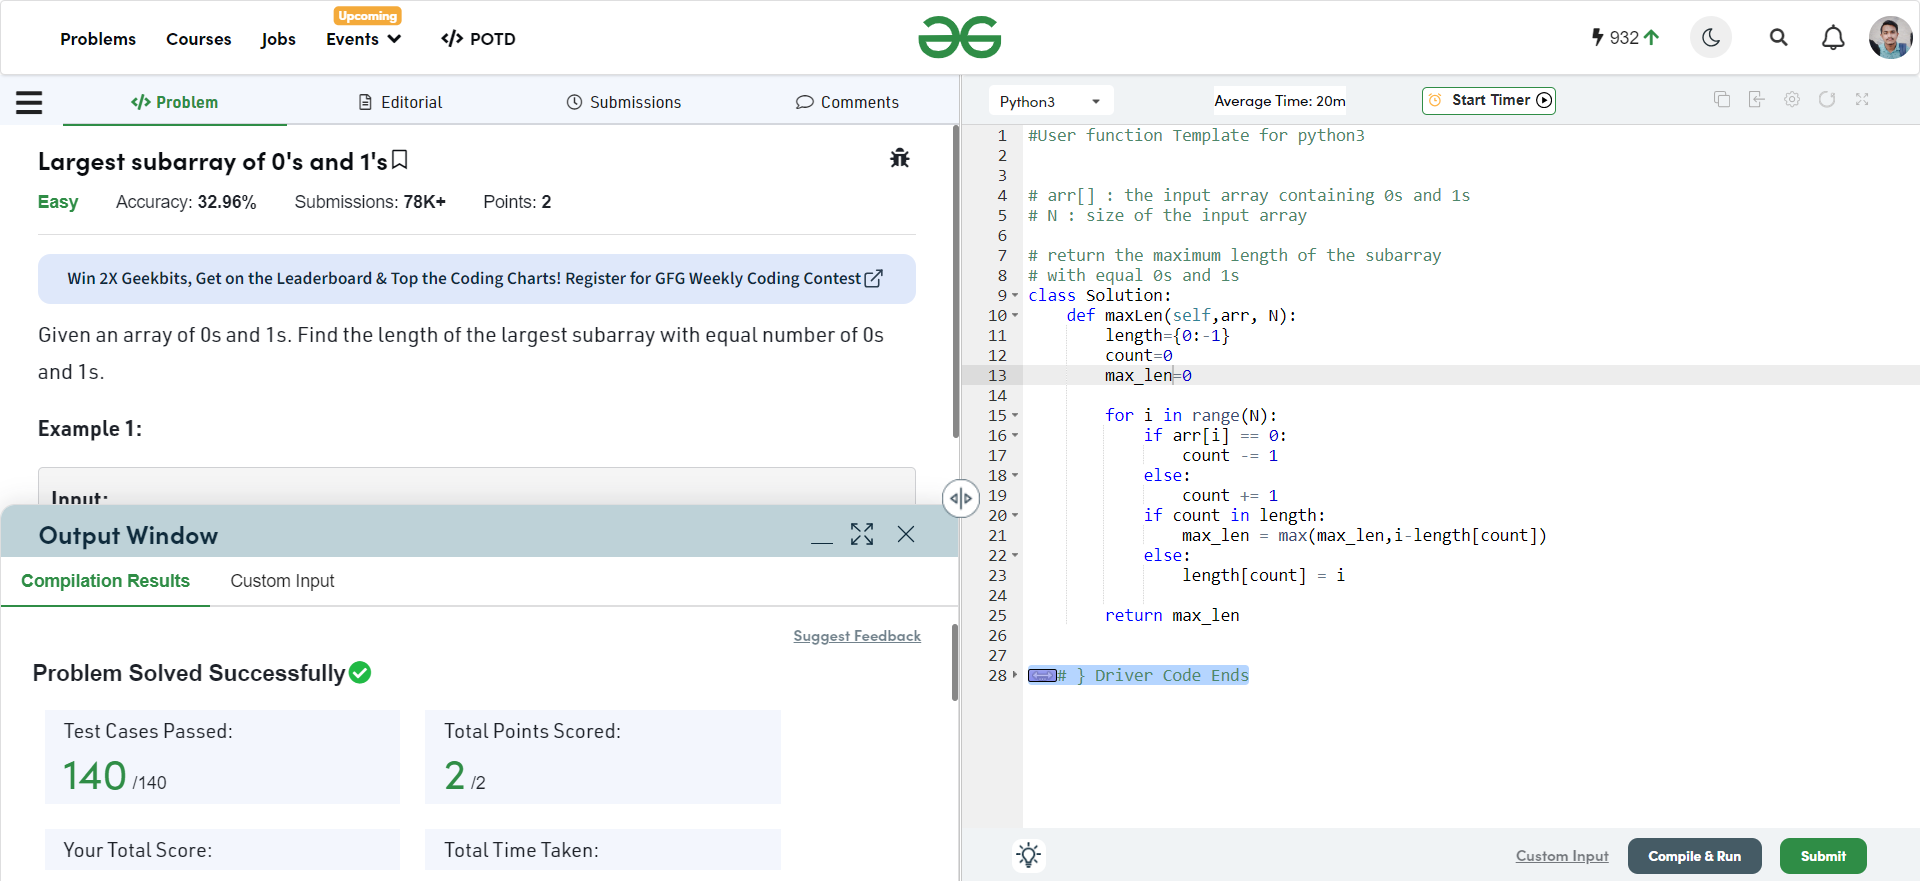 Problems
Courses
Jobs
Upcoming
Events
</> POTD
932
</> Problem
Editorial
Submissions
Comments
Largest subarray of 0's and 1's
Easy
Accuracy: 32.96%
Submissions: 78K+
Points: 2
Win 2X Geekbits, Get on the Leaderboard & Top the Coding Charts! Register for GFG Weekly Coding Contest
Given an array of 0s and 1s. Find the length of the largest subarray with equal number of 0s
and 1s.
Example 1:
Input:
Output Window
Compilation Results
Custom Input
Suggest Feedback
Problem Solved Successfully
Test Cases Passed:
140 /140
Total Points Scored:
2 /2
Your Total Score:
Total Time Taken:
Python3
Average Time: 20m
Start Timer
1 #User function Template for python3
2
3
4 # arr[] : the input array containing 0s and 1s
5 # N : size of the input array
6
7 # return the maximum length of the subarray
8 # with equal 0s and 1s
9 class Solution:
10     def maxLen(self,arr, N):
11         length={0:-1}
12         count=0
13         max_len=0
14
15         for i in range(N):
16             if arr[i] == 0:
17                 count -= 1
18             else:
19                 count += 1
20             if count in length:
21                 max_len = max(max_len,i-length[count])
22             else:
23                 length[count] = i
24
25         return max_len
26
27
28 # } Driver Code Ends
Custom Input
Compile & Run
Submit